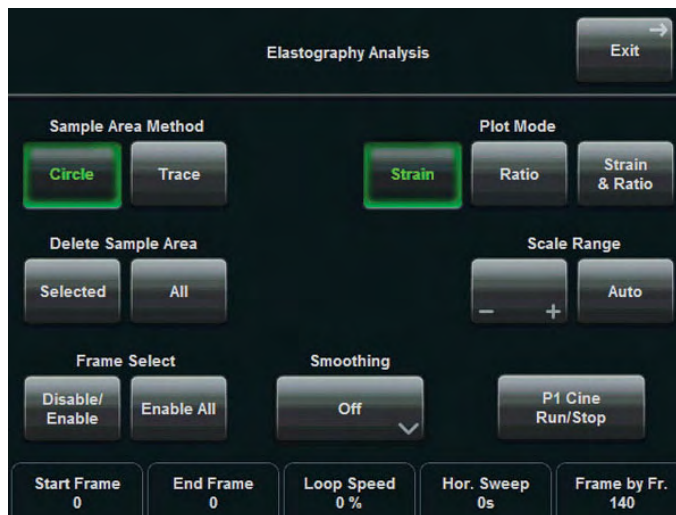 Elastography Analysis
Exit
Sample Area Method
Plot Mode
Circle
Trace
Strain
Ratio
Strain
& Ratio
Delete Sample Area
Scale Range
Selected
All
- +
Auto
Frame Select
Smoothing
Disable/
Enable
Enable All
Off
P1 Cine
Run/Stop
Start Frame
0
End Frame
0
Loop Speed
0 %
Hor. Sweep
0s
Frame by Fr.
140